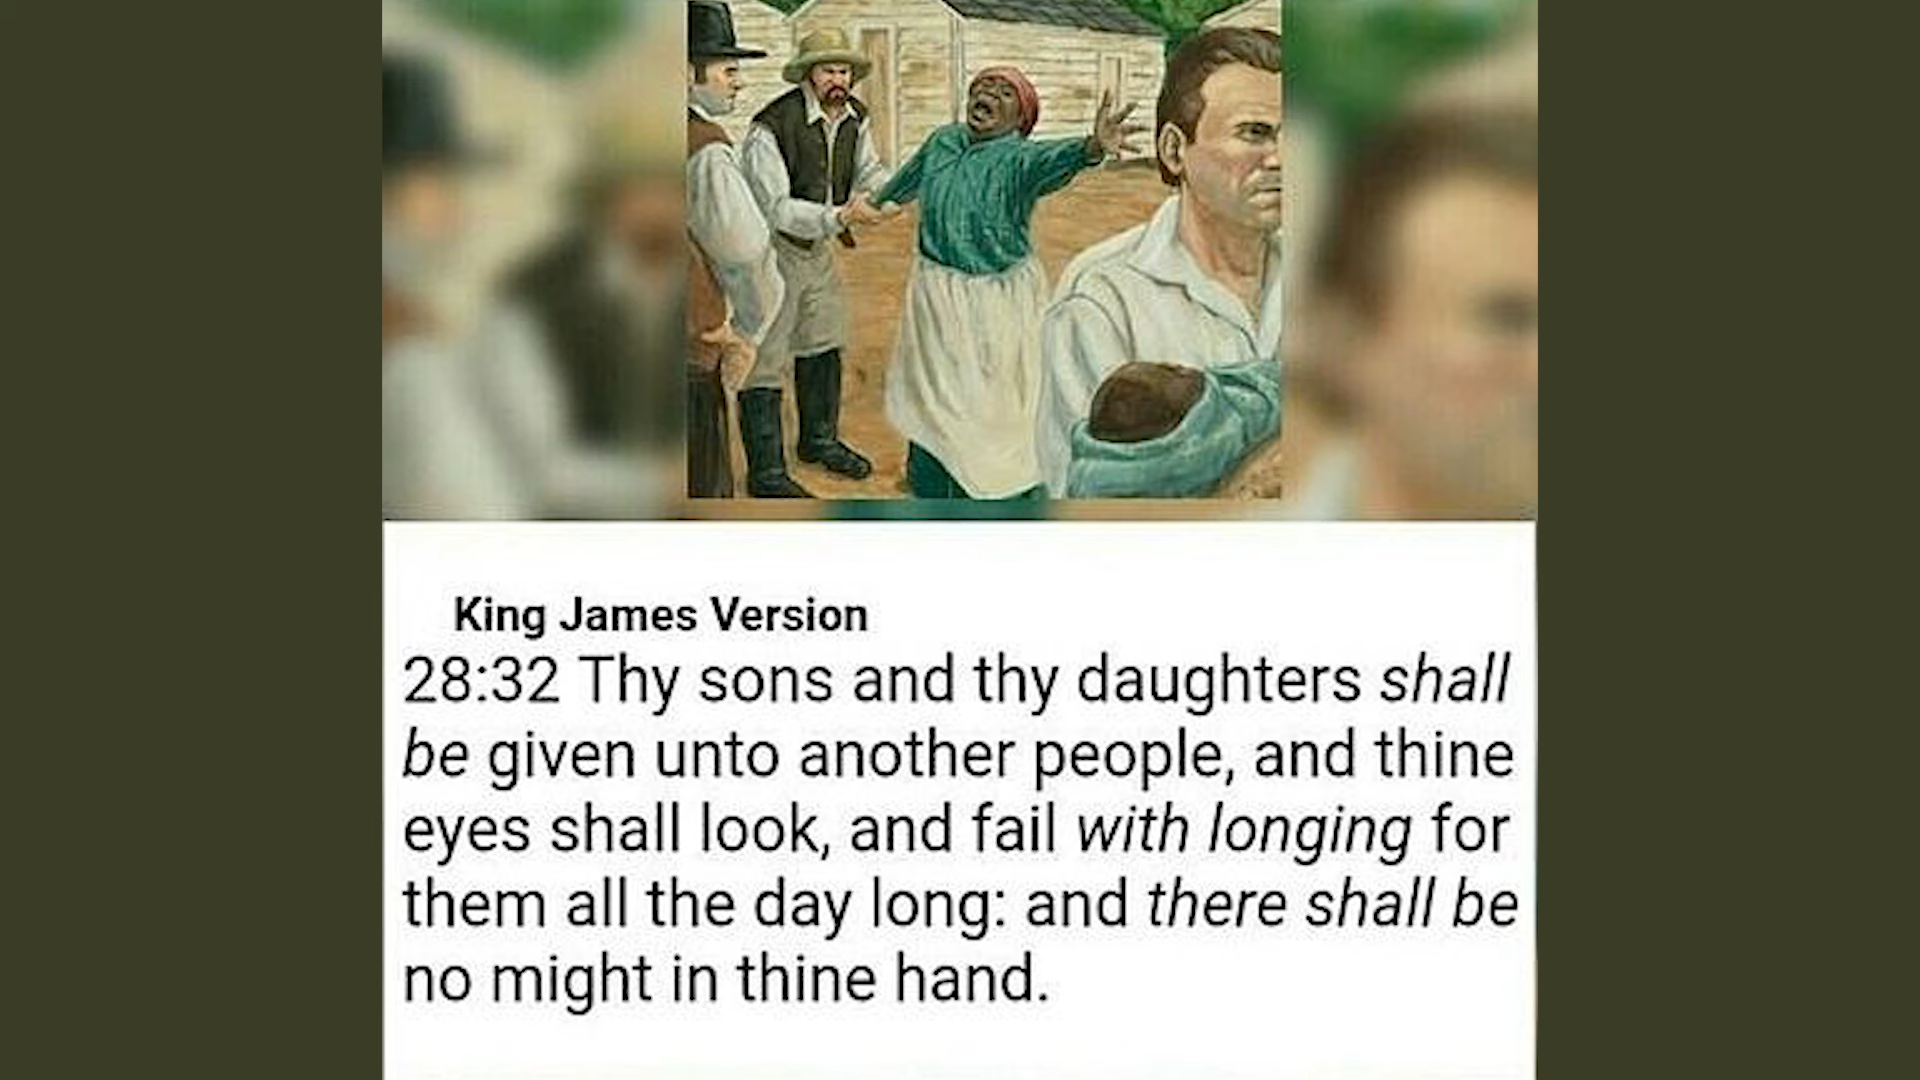 King James Version
28:32 Thy sons and thy daughters shall
be given unto another people, and thine
eyes shall look, and fail with longing for
them all the day long: and there shall be
no might in thine hand.